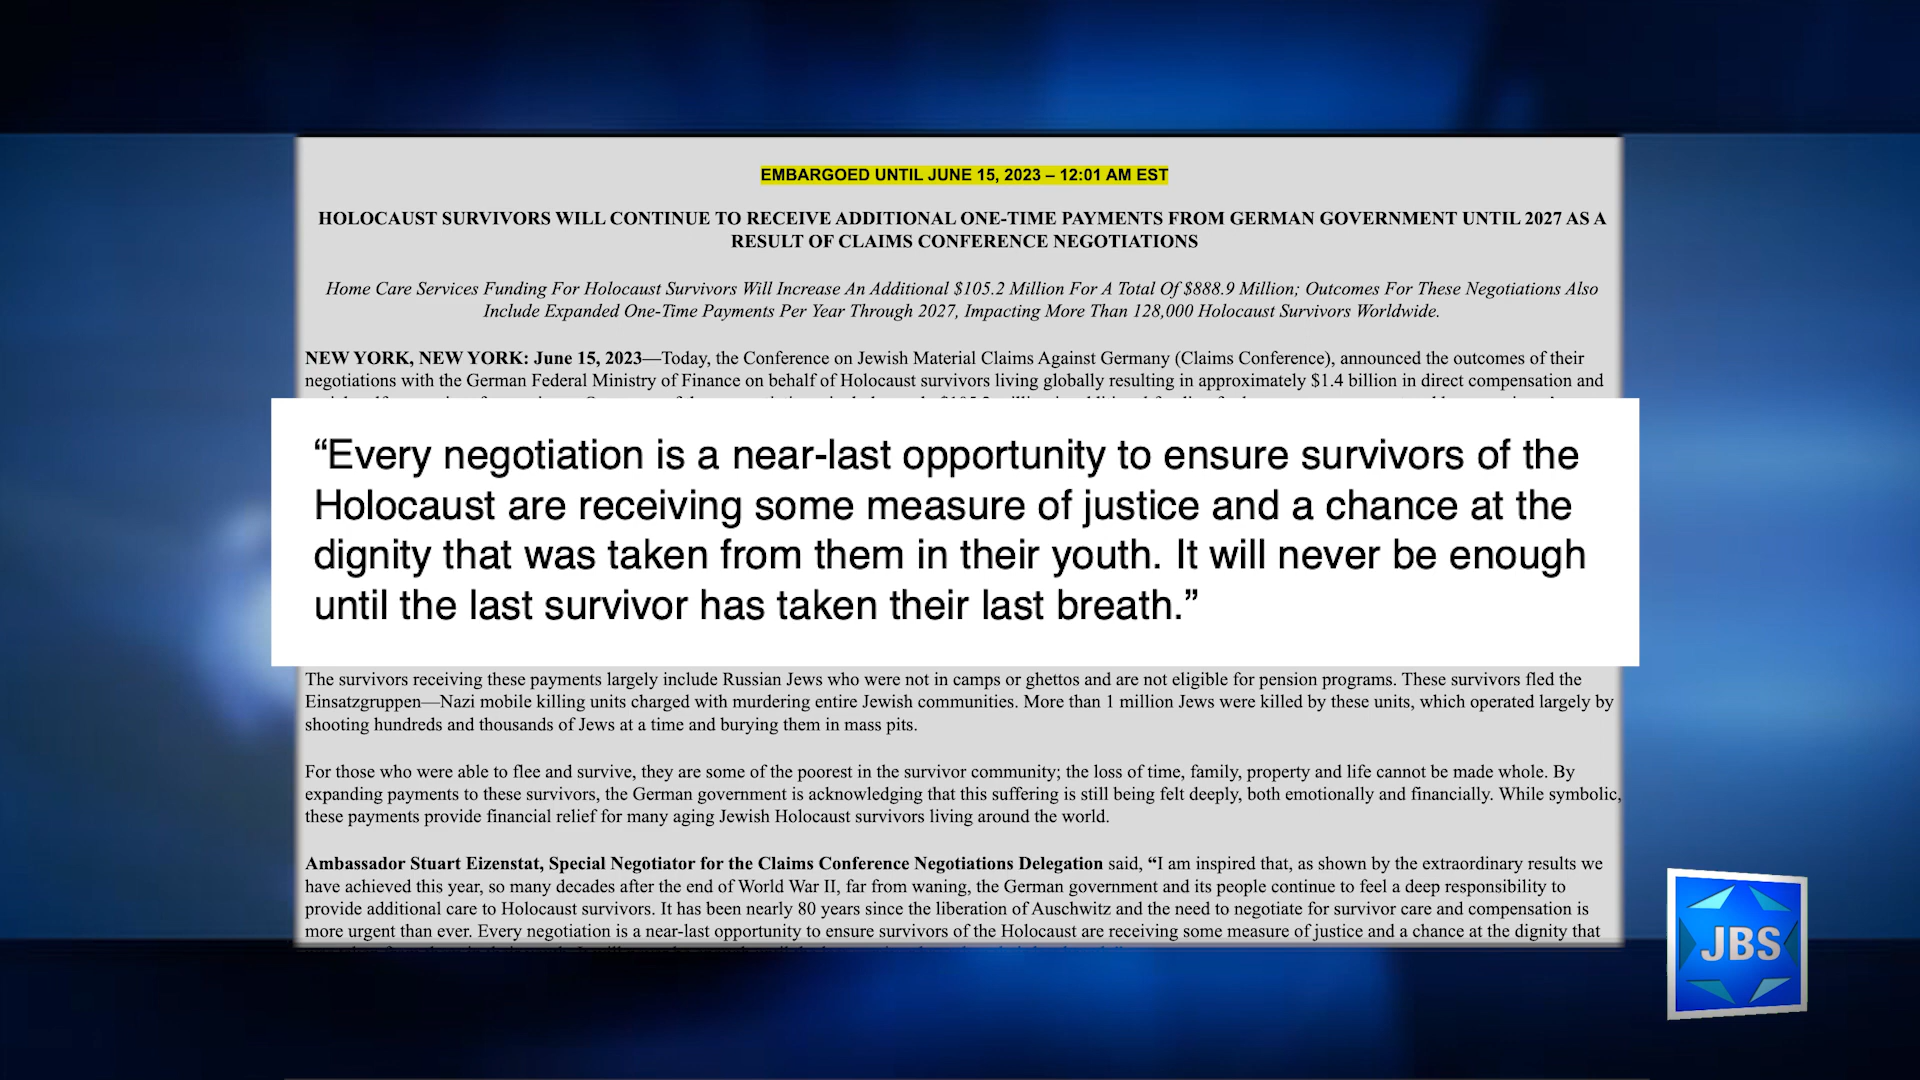 EMBARGOED UNTIL JUNE 15, 2023 – 12:01 AM EST
HOLOCAUST SURVIVORS WILL CONTINUE TO RECEIVE ADDITIONAL ONE-TIME PAYMENTS FROM GERMAN GOVERNMENT UNTIL 2027 AS A
RESULT OF CLAIMS CONFERENCE NEGOTIATIONS
Home Care Services Funding For Holocaust Survivors Will Increase An Additional $105.2 Million For A Total Of $888.9 Million; Outcomes For These Negotiations Also
Include Expanded One-Time Payments Per Year Through 2027, Impacting More Than 128,000 Holocaust Survivors Worldwide.
NEW YORK, NEW YORK: June 15, 2023—Today, the Conference on Jewish Material Claims Against Germany (Claims Conference), announced the outcomes of their
negotiations with the German Federal Ministry of Finance on behalf of Holocaust survivors living globally resulting in approximately $1.4 billion in direct compensation and
“Every negotiation is a near-last opportunity to ensure survivors of the
Holocaust are receiving some measure of justice and a chance at the
dignity that was taken from them in their youth. It will never be enough
until the last survivor has taken their last breath.”
The survivors receiving these payments largely include Russian Jews who were not in camps or ghettos and are not eligible for pension programs. These survivors fled the
Einsatzgruppen—Nazi mobile killing units charged with murdering entire Jewish communities. More than 1 million Jews were killed by these units, which operated largely by
shooting hundreds and thousands of Jews at a time and burying them in mass pits.
For those who were able to flee and survive, they are some of the poorest in the survivor community; the loss of time, family, property and life cannot be made whole. By
expanding payments to these survivors, the German government is acknowledging that this suffering is still being felt deeply, both emotionally and financially. While symbolic,
these payments provide financial relief for many aging Jewish Holocaust survivors living around the world.
Ambassador Stuart Eizenstat, Special Negotiator for the Claims Conference Negotiations Delegation said, “I am inspired that, as shown by the extraordinary results we
have achieved this year, so many decades after the end of World War II, far from waning, the German government and its people continue to feel a deep responsibility to
provide additional care to Holocaust survivors. It has been nearly 80 years since the liberation of Auschwitz and the need to negotiate for survivor care and compensation is
more urgent than ever. Every negotiation is a near-last opportunity to ensure survivors of the Holocaust are receiving some measure of justice and a chance at the dignity that
JBS